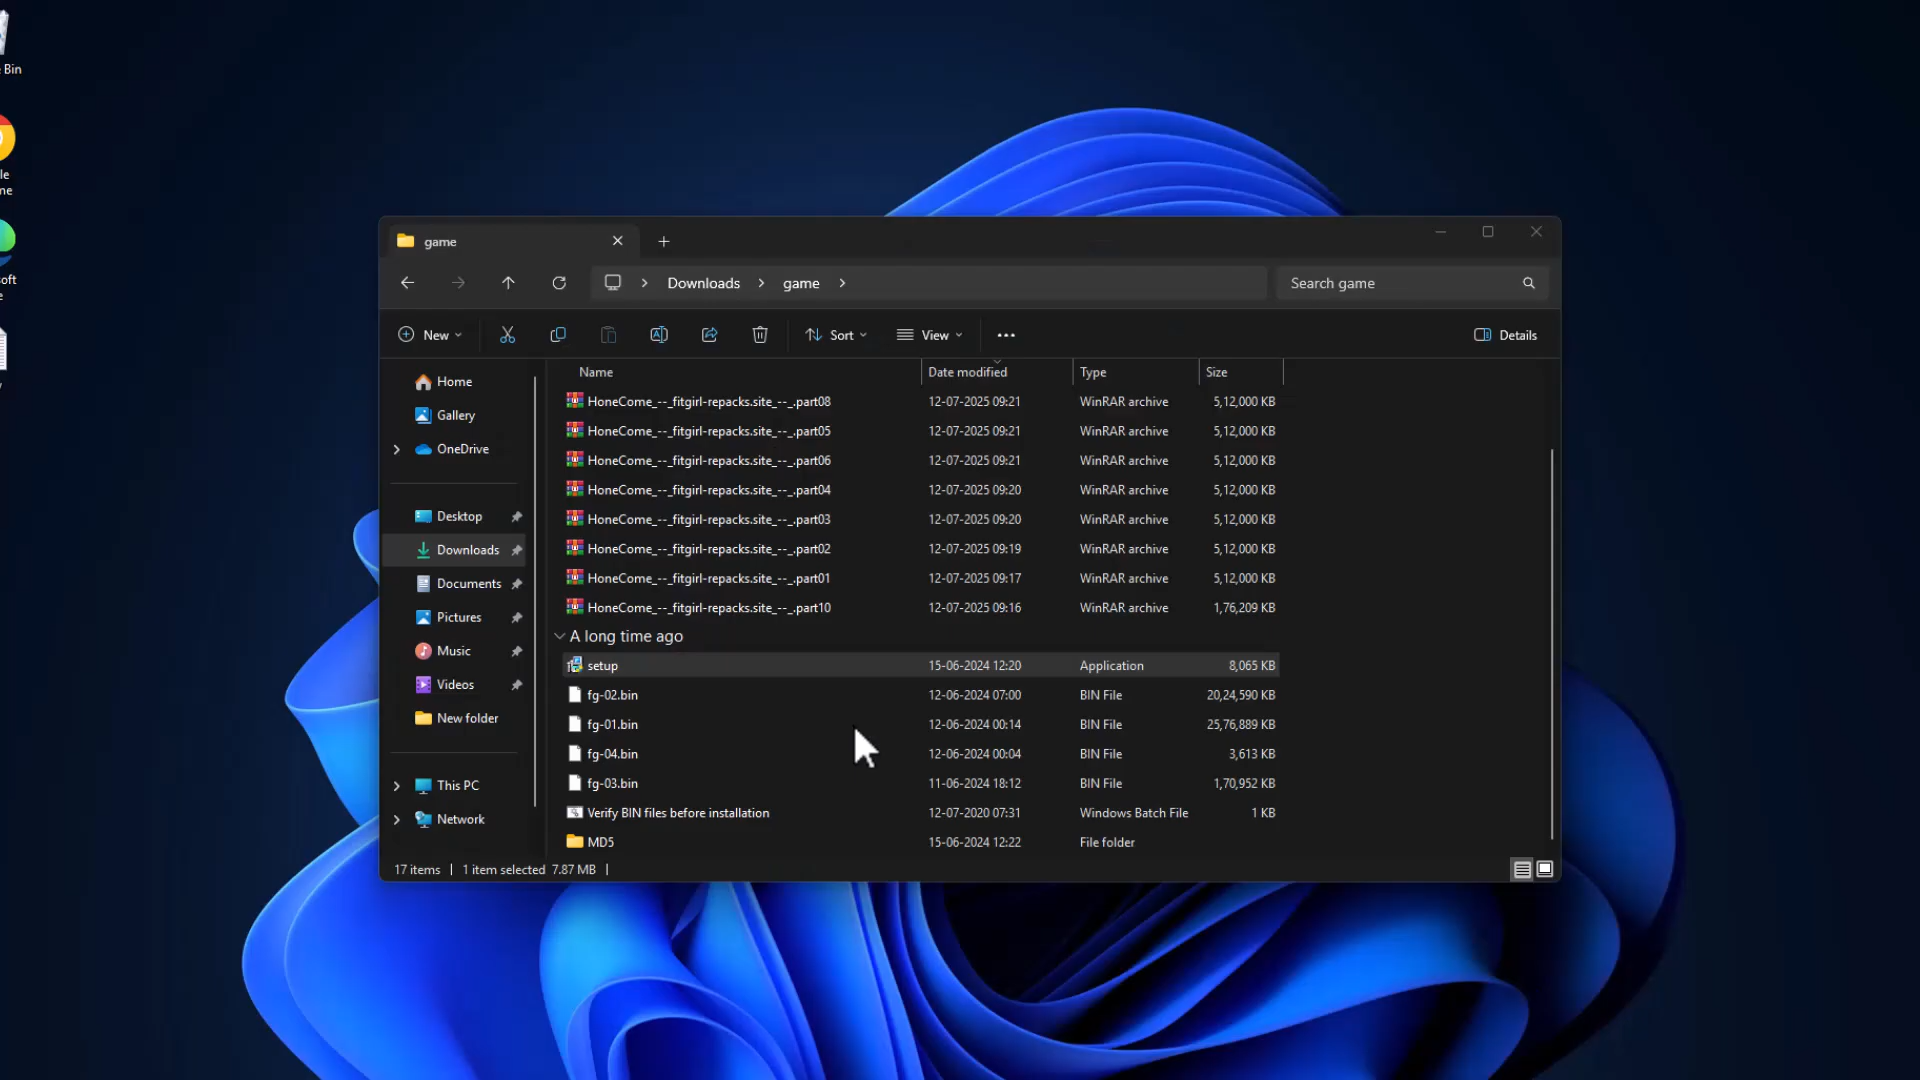 Bin
le
ne
soft
e
game
Downloads
game
Search game
New
Sort
View
Details
Home
Gallery
OneDrive
Desktop
Downloads
Documents
Pictures
Music
Videos
New folder
This PC
Network
Name Date modified Type Size
HoneCome_--_fitgirl-repacks.site_--_.part08 12-07-2025 09:21 WinRAR archive 5,12,000 KB
HoneCome_--_fitgirl-repacks.site_--_.part05 12-07-2025 09:21 WinRAR archive 5,12,000 KB
HoneCome_--_fitgirl-repacks.site_--_.part06 12-07-2025 09:21 WinRAR archive 5,12,000 KB
HoneCome_--_fitgirl-repacks.site_--_.part04 12-07-2025 09:20 WinRAR archive 5,12,000 KB
HoneCome_--_fitgirl-repacks.site_--_.part03 12-07-2025 09:20 WinRAR archive 5,12,000 KB
HoneCome_--_fitgirl-repacks.site_--_.part02 12-07-2025 09:19 WinRAR archive 5,12,000 KB
HoneCome_--_fitgirl-repacks.site_--_.part01 12-07-2025 09:17 WinRAR archive 5,12,000 KB
HoneCome_--_fitgirl-repacks.site_--_.part10 12-07-2025 09:16 WinRAR archive 1,76,209 KB
A long time ago
setup 15-06-2024 12:20 Application 8,065 KB
fg-02.bin 12-06-2024 07:00 BIN File 20,24,590 KB
fg-01.bin 12-06-2024 00:14 BIN File 25,76,889 KB
fg-04.bin 12-06-2024 00:04 BIN File 3,613 KB
fg-03.bin 11-06-2024 18:12 BIN File 1,70,952 KB
Verify BIN files before installation 12-07-2020 07:31 Windows Batch File 1 KB
MD5 15-06-2024 12:22 File folder
17 items 1 item selected 7.87 MB